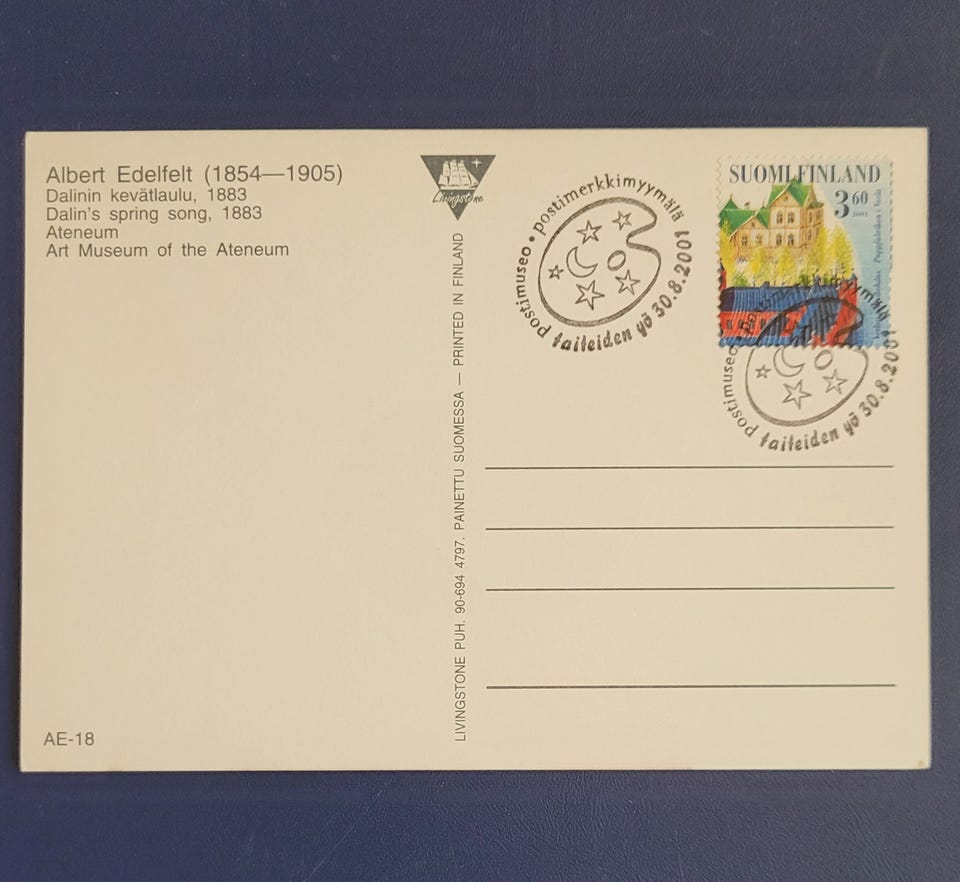 Albert Edelfelt (1854—1905)
Dalinin kevätlaulu, 1883
Dalin's spring song, 1883
Ateneum
Art Museum of the Ateneum
AE-18
Livingstone
LIVINGSTONE PUH. 90-694 4797. PAINETTU SUOMESSA — PRINTED IN FINLAND
postimuseo • postimerkkimyymälä
taiteiden yö 30.8.2001
SUOMI-FINLAND
3 60
2001
postimuseo • postimerkkimyymälä
taiteiden yö 30.8.2001